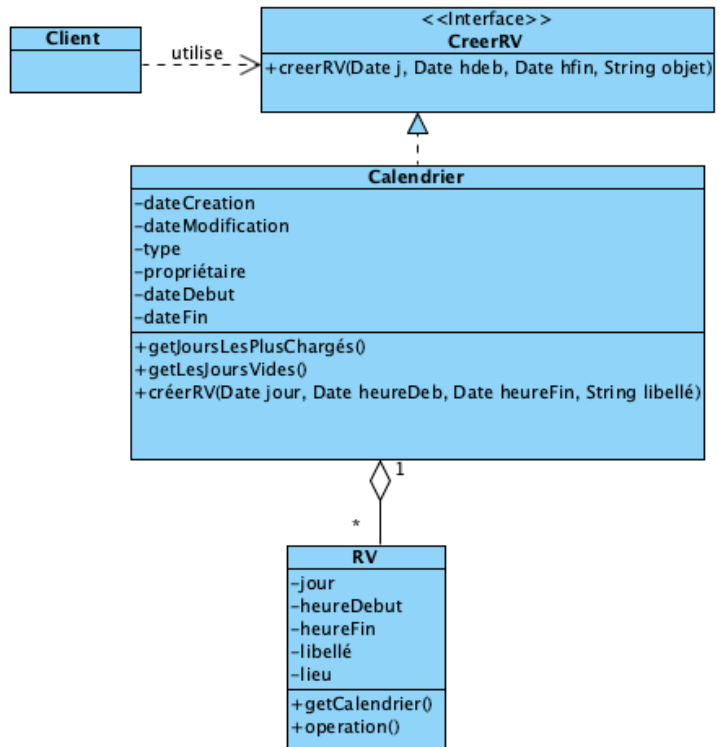 Client
utilise
<<Interface>>
CreerRV
+creerRV(Date j, Date hdeb, Date hfin, String objet)
Calendrier
-dateCreation
-dateModification
-type
-propriétaire
-dateDebut
-dateFin
+getJoursLesPlusChargés()
+getLesJoursVides()
+créerRV(Date jour, Date heureDeb, Date heureFin, String libellé)
1
*
RV
-jour
-heureDebut
-heureFin
-libellé
-lieu
+getCalendrier()
+operation()